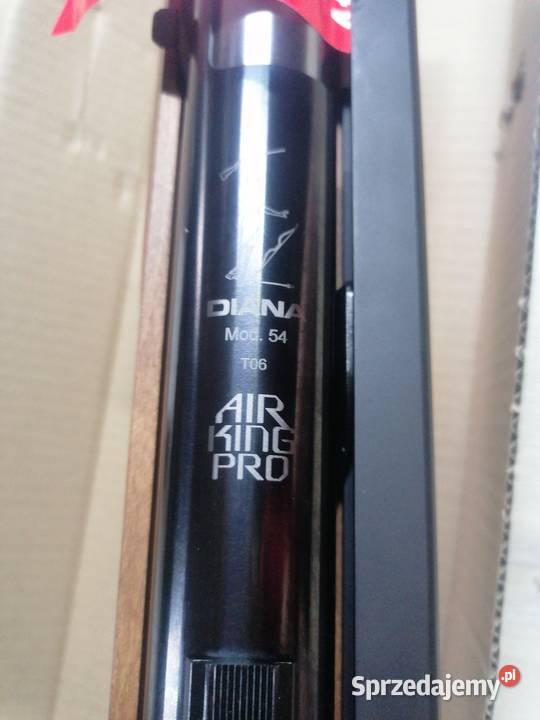 DIANA
Mod. 54
T06
AIR
KING
PRO
Sprzedajemy.pl